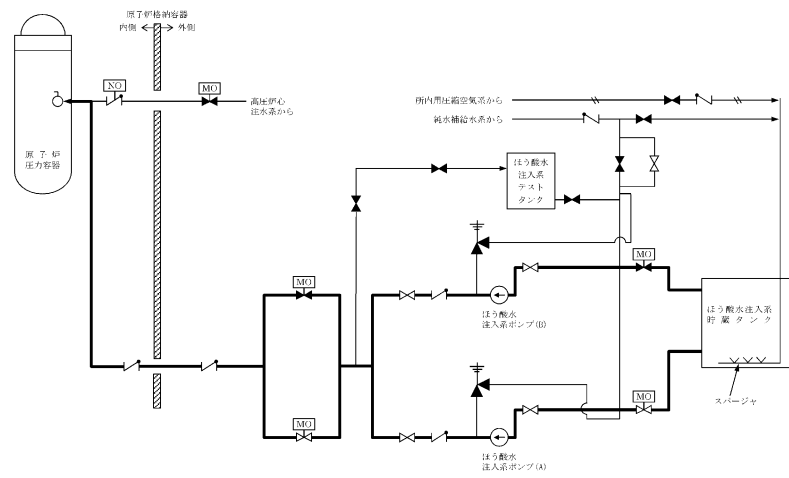 原子炉格納容器
内側
外側
NO
MO
高圧炉心
注水系から
原子炉
圧力容器
所内用圧縮空気系から
純水補給水系から
ほう酸水
注入系
テスト
タンク
MO
MO
ほう酸水
注入系ポンプ(B)
ほう酸水注入系
貯蔵タンク
スパージャ
MO
MO
ほう酸水
注入系ポンプ(A)